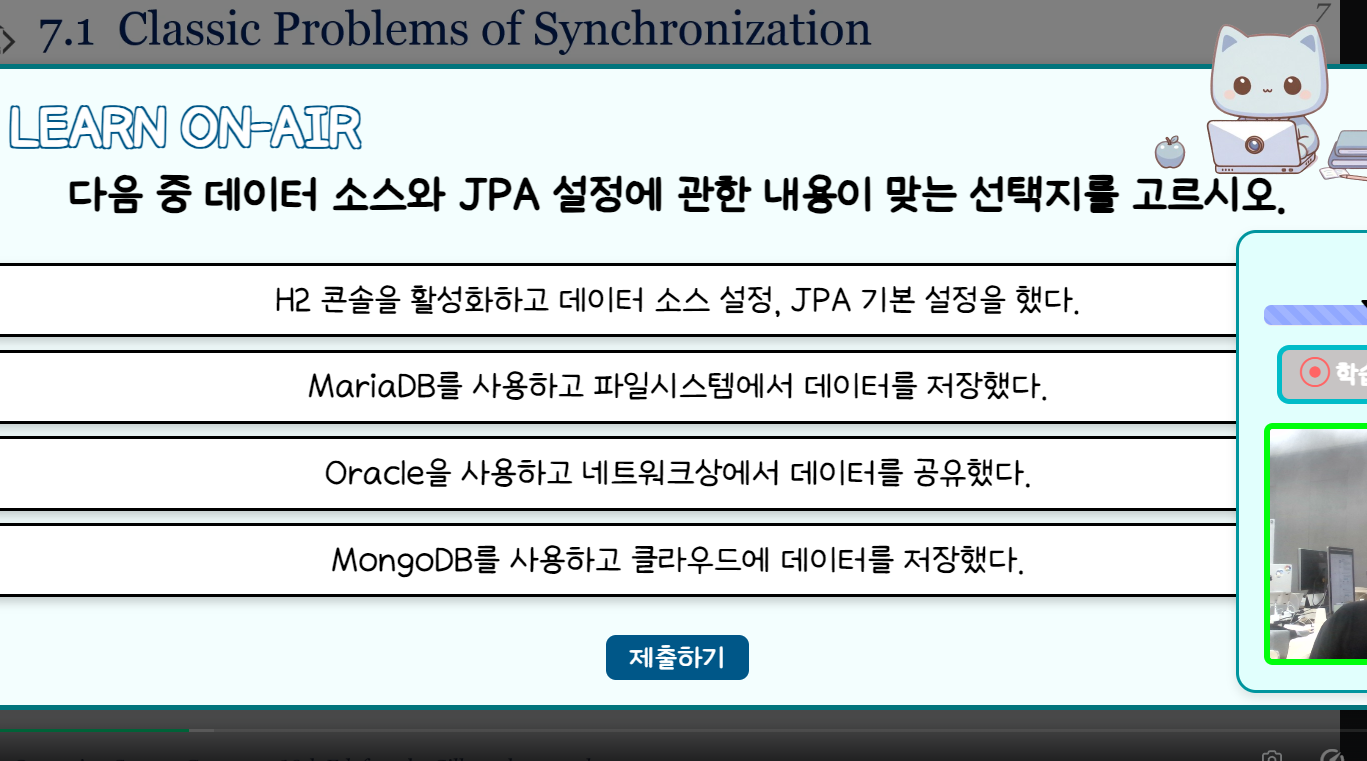 7
7.1 Classic Problems of Synchronization
LEARN ON-AIR
다음 중 데이터 소스와 JPA 설정에 관한 내용이 맞는 선택지를 고르시오.
H2 콘솔을 활성화하고 데이터 소스 설정, JPA 기본 설정을 했다.
MariaDB를 사용하고 파일시스템에서 데이터를 저장했다.
Oracle을 사용하고 네트워크상에서 데이터를 공유했다.
MongoDB를 사용하고 클라우드에 데이터를 저장했다.
제출하기